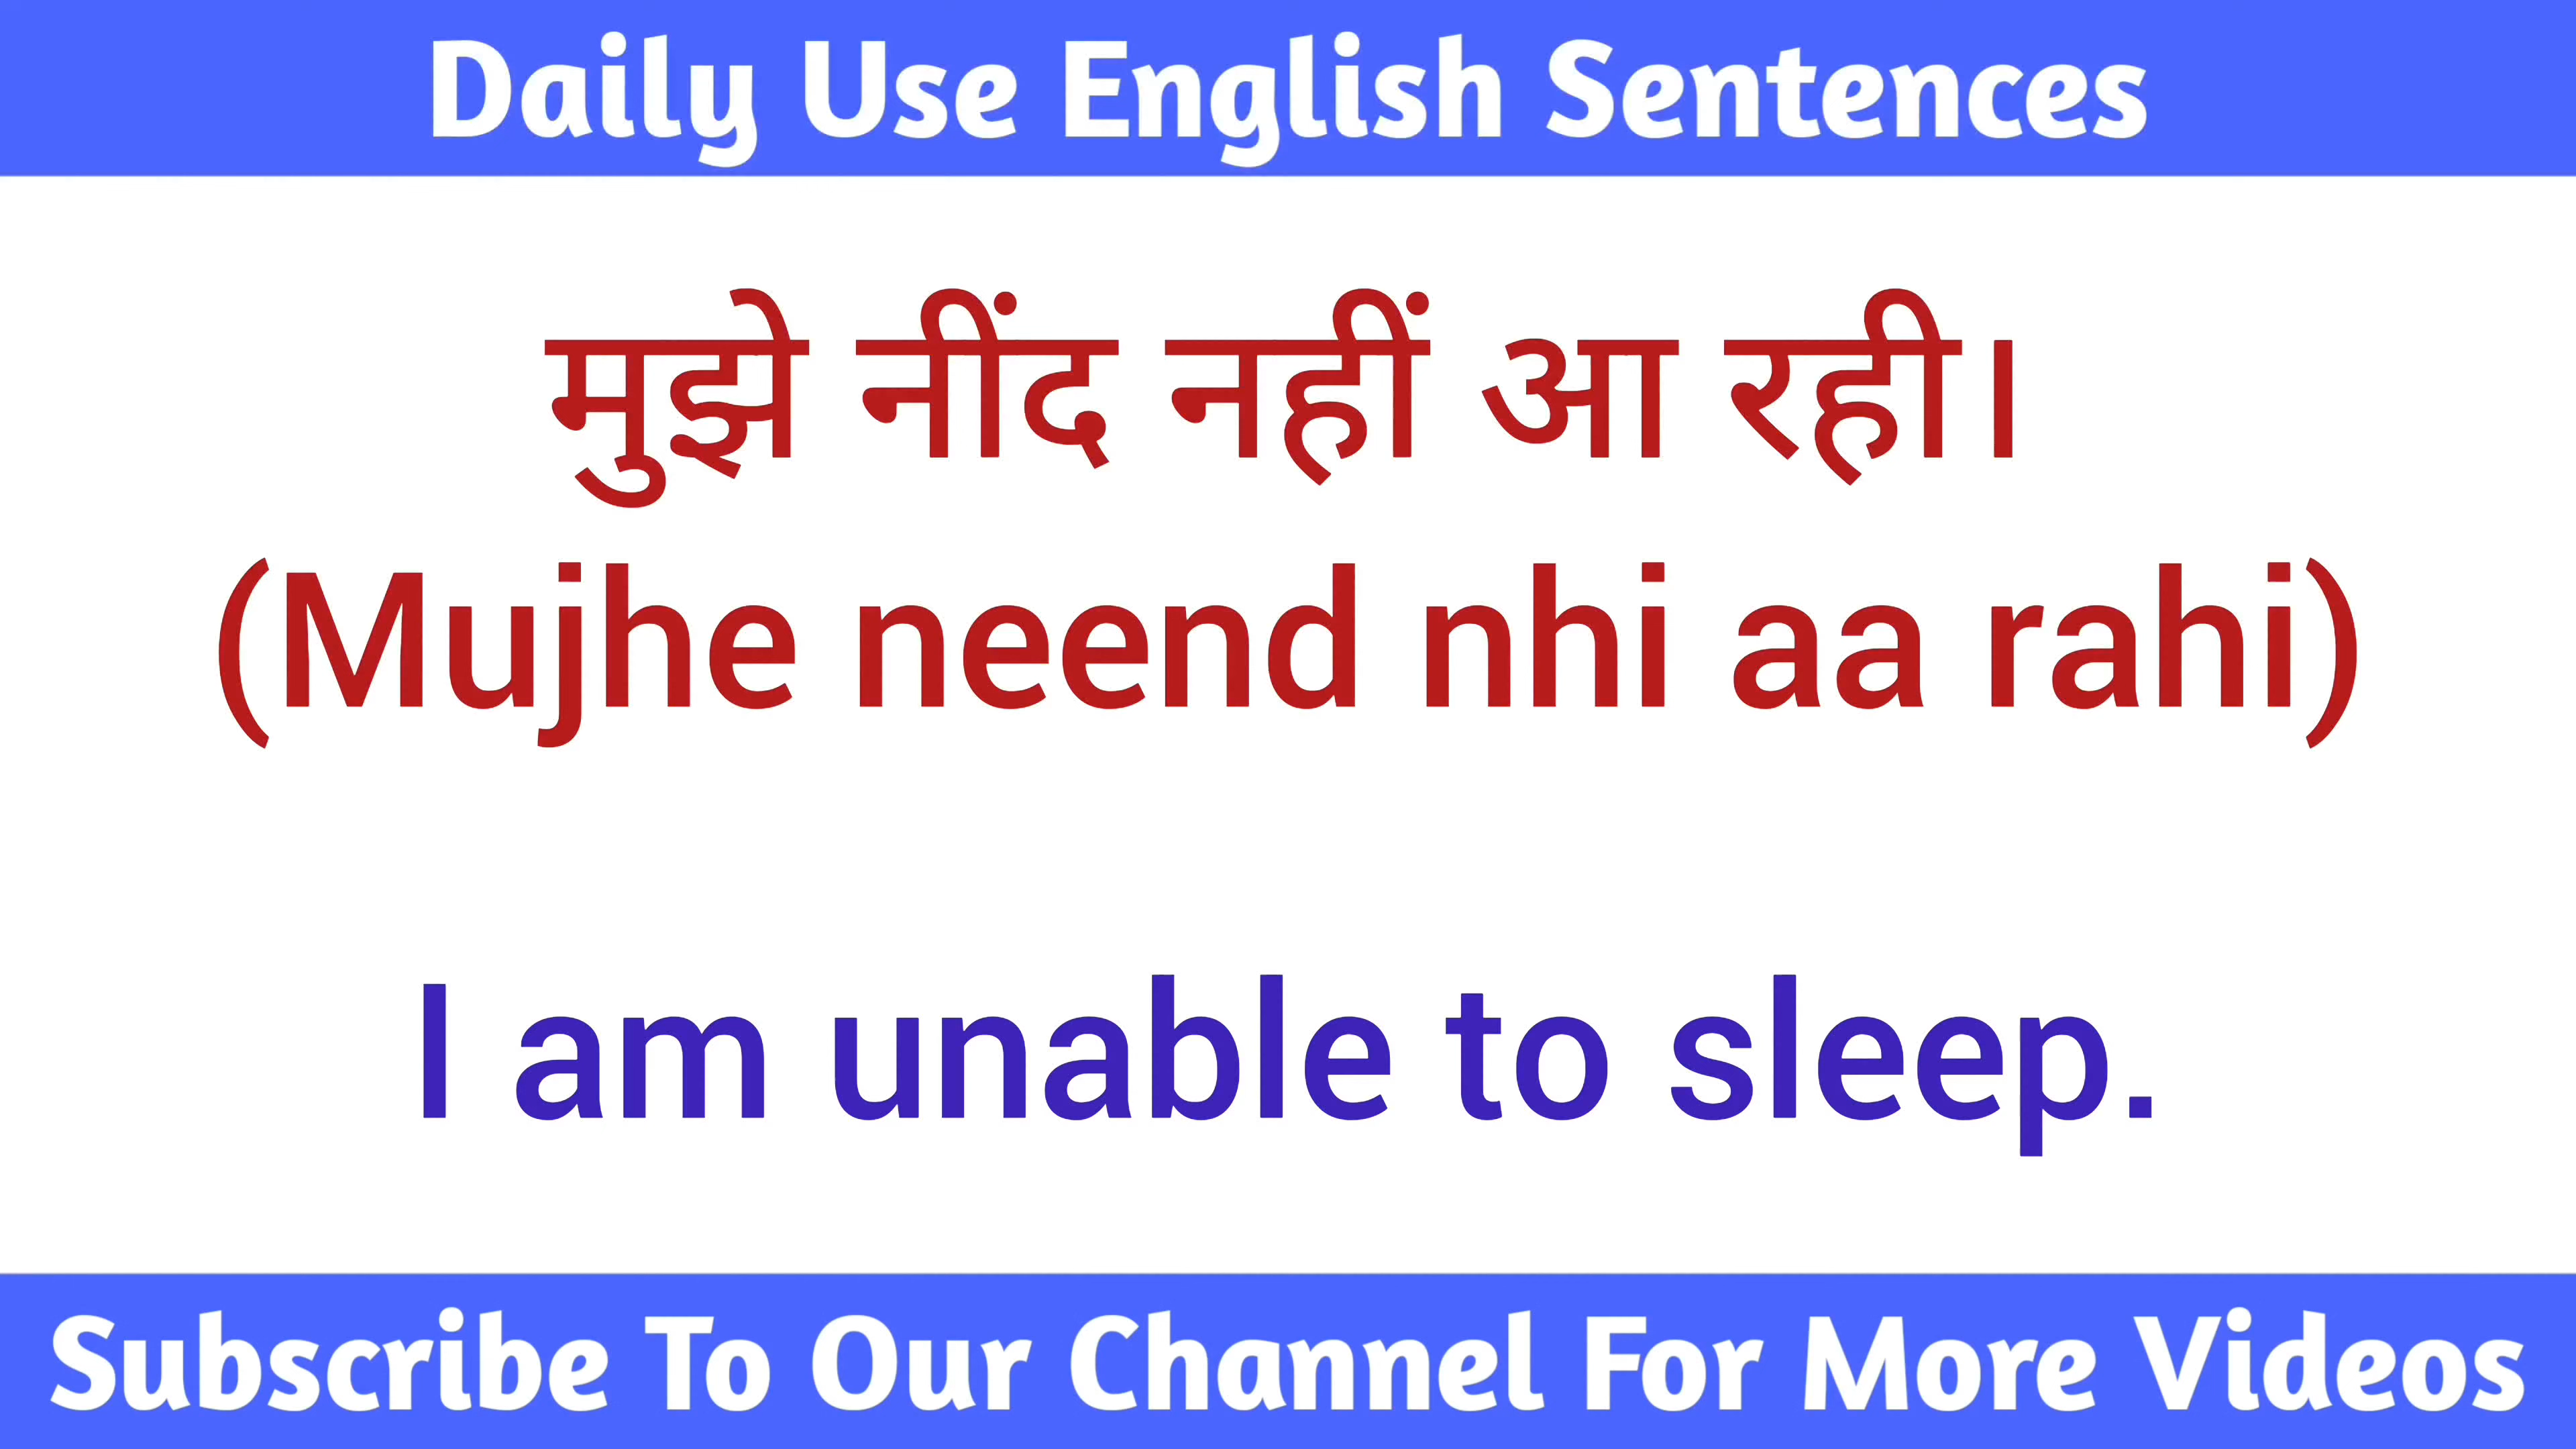 Daily Use English Sentences
मुझे नींद नहीं आ रही।
(Mujhe neend nhi aa rahi)
I am unable to sleep.
Subscribe To Our Channel For More Videos